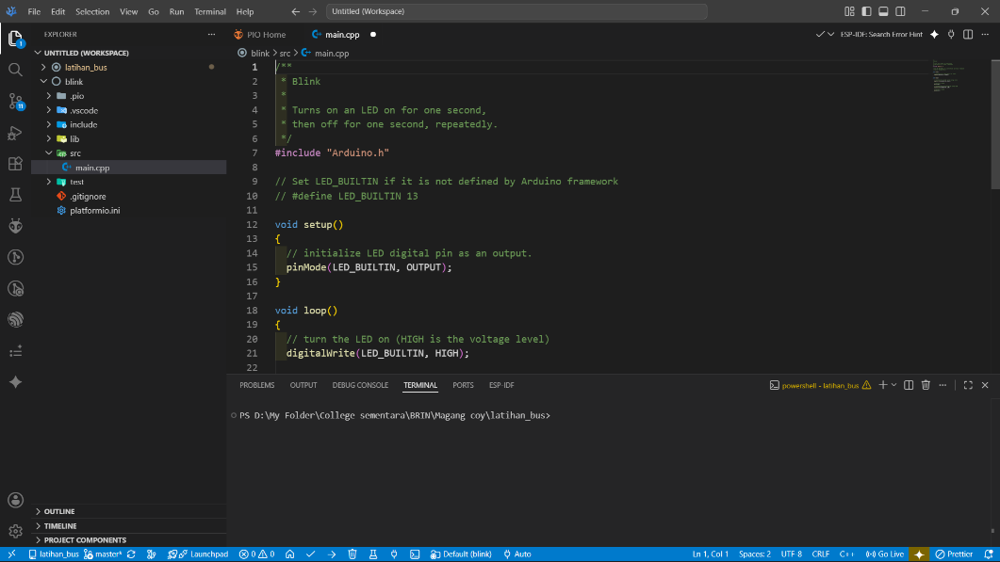 File Edit Selection View Go Run Terminal Help
Untitled (Workspace)
EXPLORER
PIO Home
main.cpp
ESP-IDF: Search Error Hint
blink > src > main.cpp
UNTITLED (WORKSPACE)
latihan_bus
blink
.pio
.vscode
include
lib
src
main.cpp
test
.gitignore
platformio.ini
1 /**
2 * Blink
3 *
4 * Turns on an LED on for one second,
5 * then off for one second, repeatedly.
6 */
7 #include "Arduino.h"
8
9 // Set LED_BUILTIN if it is not defined by Arduino framework
10 // #define LED_BUILTIN 13
11
12 void setup()
13 {
14 // initialize LED digital pin as an output.
15 pinMode(LED_BUILTIN, OUTPUT);
16 }
17
18 void loop()
19 {
20 // turn the LED on (HIGH is the voltage level)
21 digitalWrite(LED_BUILTIN, HIGH);
22
PROBLEMS OUTPUT DEBUG CONSOLE TERMINAL PORTS ESP-IDF
powershell - latihan_bus
PS D:\My Folder\College sementara\BRIN\Magang coy\latihan_bus>
1
11
OUTLINE
TIMELINE
PROJECT COMPONENTS
latihan_bus master* Launchpad 0 0 Default (blink) Auto Ln 1, Col 1 Spaces: 2 UTF-8 CRLF C++ Go Live Prettier